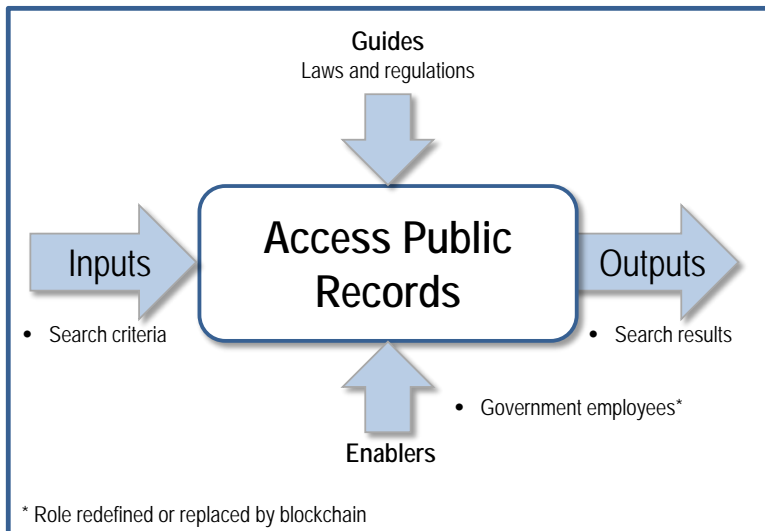 Guides
Laws and regulations
Inputs
Access Public
Records
Outputs
• Search criteria
• Search results
• Government employees*
Enablers
* Role redefined or replaced by blockchain